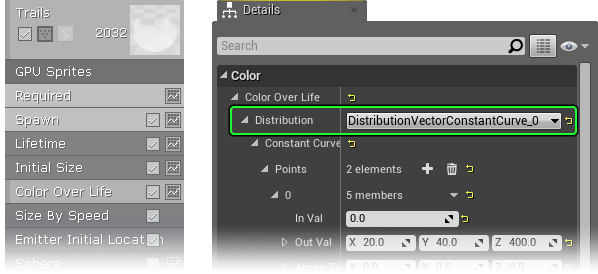 Trails
S
2032
GPU Sprites
Required
Spawn
Lifetime
Initial Size
Color Over Life
Size By Speed
Emitter Initial Location
Sphere
Details
Search
Color
Color Over Life
Distribution
DistributionVectorConstantCurve_0
Constant Curve
Points
2 elements
0
5 members
In Val
0.0
Out Val
X 20.0
Y 40.0
Z 400.0